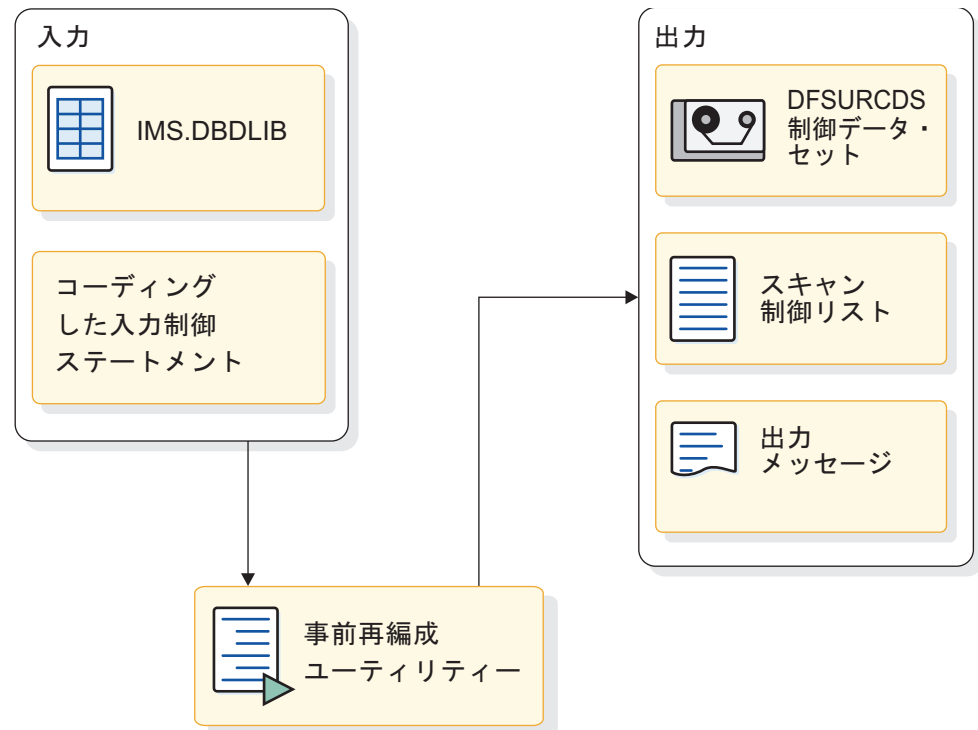 入力
IMS.DBDLIB
コーディング
した入力制御
ステートメント
事前再編成
ユーティリティー
出力
DFSURCDS
制御データ・
セット
スキャン
制御リスト
出力
メッセージ